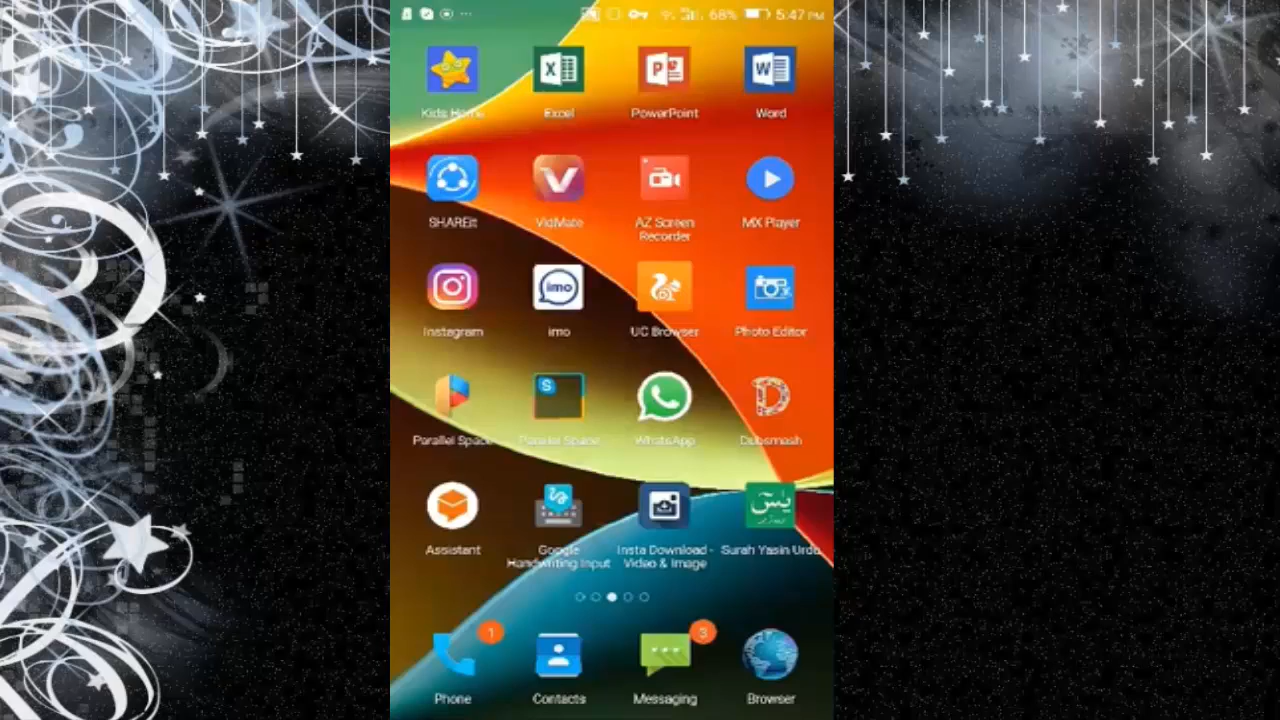 68% 5:47 PM
Kids Home Excel PowerPoint Word
X P W
SHAREit VidMate AZ Screen Recorder MX Player
imo
Instagram imo UC Browser Photo Editor
S D
Parallel Space Parallel Space WhatsApp Dubsmash
يٰسٓ
Assistant Google Handwriting Input Insta Download - Video & Image Surah Yasin Urdu
1 3
Phone Contacts Messaging Browser